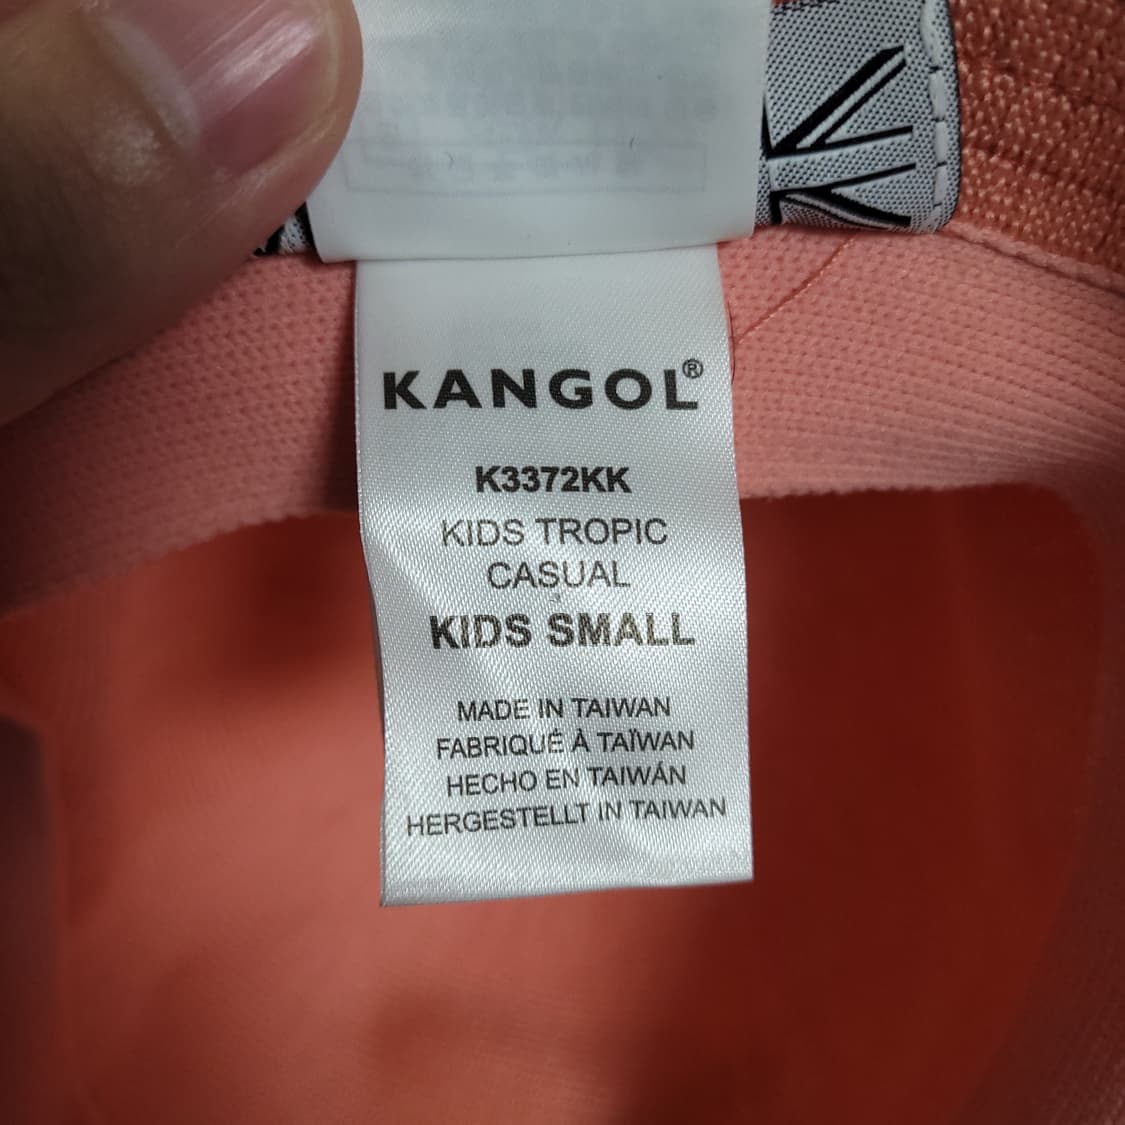 KANGOL®
K3372KK
KIDS TROPIC
CASUAL
KIDS SMALL
MADE IN TAIWAN
FABRIQUÉ À TAÏWAN
HECHO EN TAIWÁN
HERGESTELLT IN TAIWAN